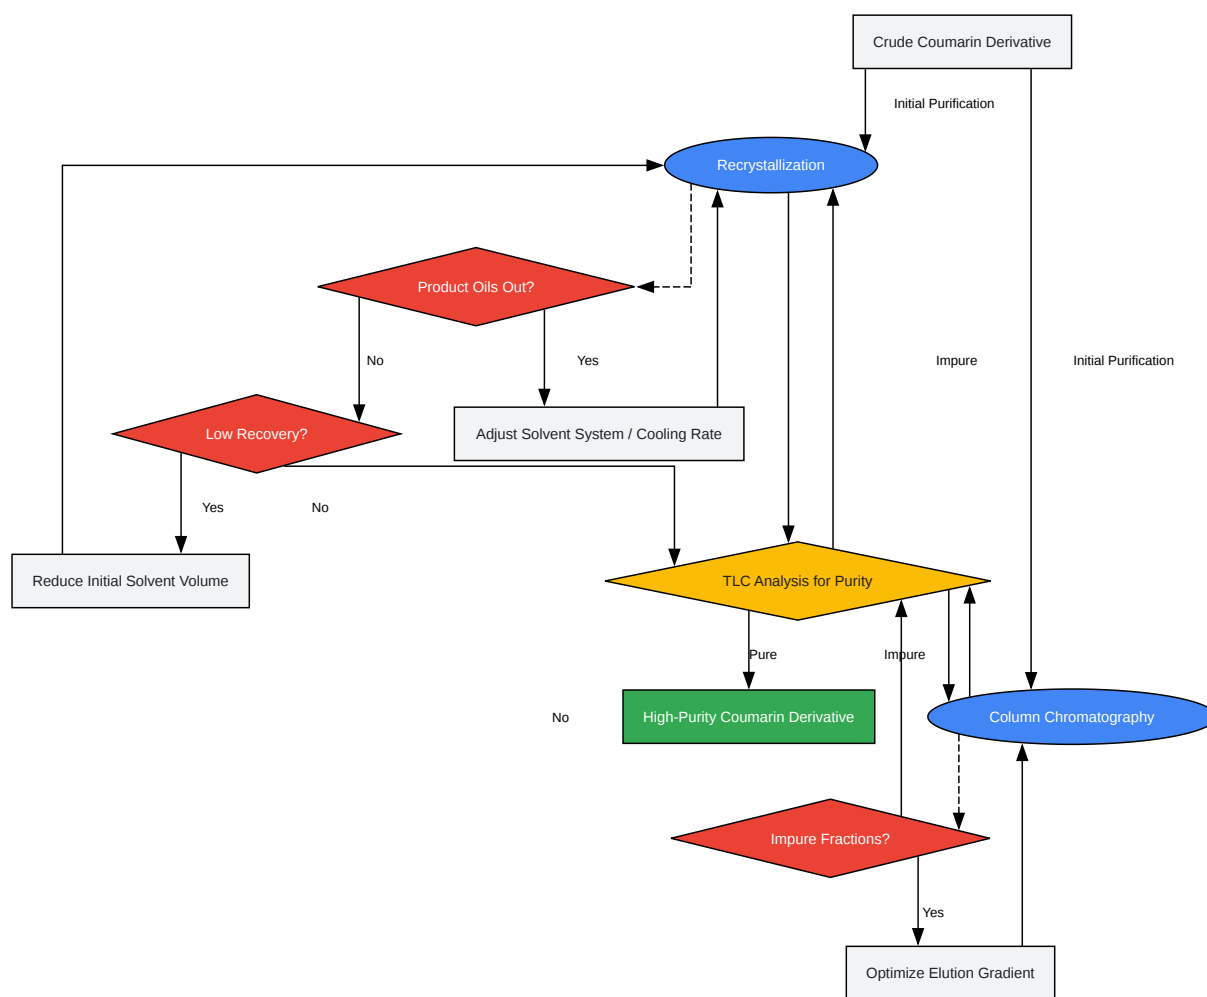 Crude Coumarin Derivative
Initial Purification
Recrystallization
Product Oils Out?
No
Yes
Impure
Initial Purification
Low Recovery?
Adjust Solvent System / Cooling Rate
Yes
No
Reduce Initial Solvent Volume
TLC Analysis for Purity
Pure
Impure
No
High-Purity Coumarin Derivative
Column Chromatography
Impure Fractions?
Yes
Optimize Elution Gradient